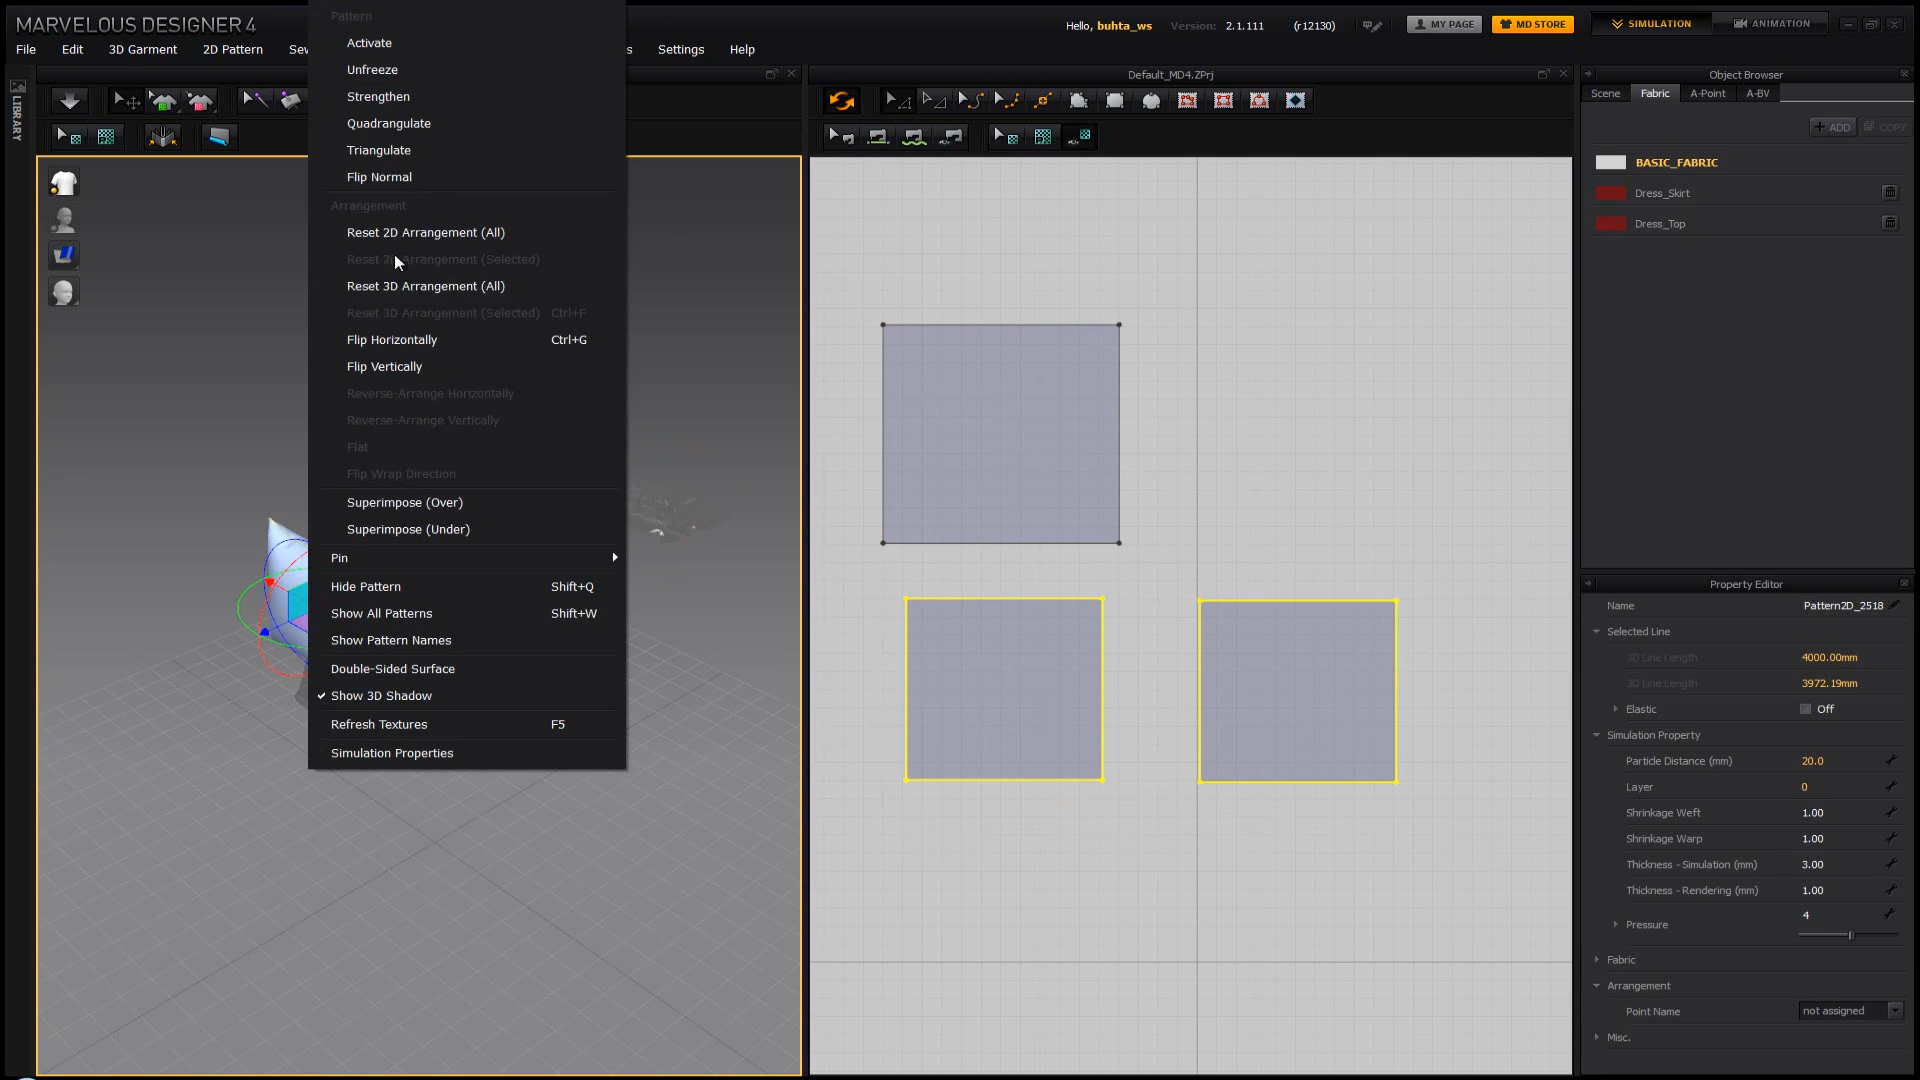 MARVELOUS DESIGNER 4
Hello, buhta_ws
Version: 2.1.111
(r12130)
MY PAGE
MD STORE
SIMULATION
ANIMATION
File
Edit
3D Garment
2D Pattern
Settings
Help
Default_MD4.ZPrj
LIBRARY
Pattern
Activate
Unfreeze
Strengthen
Quadrangulate
Triangulate
Flip Normal
Arrangement
Reset 2D Arrangement (All)
Reset 2D Arrangement (Selected)
Reset 3D Arrangement (All)
Reset 3D Arrangement (Selected) Ctrl+F
Flip Horizontally Ctrl+G
Flip Vertically
Reverse-Arrange Horizontally
Reverse-Arrange Vertically
Flat
Flip Wrap Direction
Superimpose (Over)
Superimpose (Under)
Pin
Hide Pattern Shift+Q
Show All Patterns Shift+W
Show Pattern Names
Double-Sided Surface
Show 3D Shadow
Refresh Textures F5
Simulation Properties
Object Browser
Scene
Fabric
A-Point
A-BV
+ ADD
COPY
BASIC_FABRIC
Dress_Skirt
Dress_Top
Property Editor
Name Pattern2D_2518
Selected Line
2D Line Length 4000.00mm
3D Line Length 3972.19mm
Elastic Off
Simulation Property
Particle Distance (mm) 20.0
Layer 0
Shrinkage Weft 1.00
Shrinkage Warp 1.00
Thickness - Simulation (mm) 3.00
Thickness - Rendering (mm) 1.00
Pressure 4
Fabric
Arrangement
Point Name not assigned
Misc.